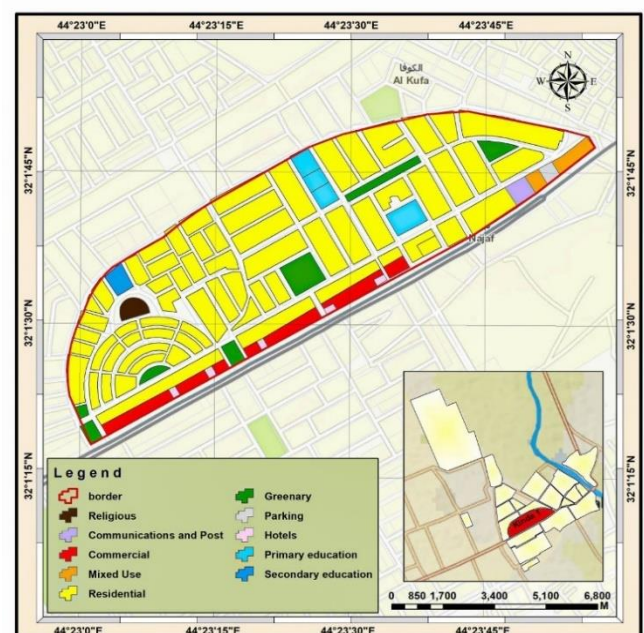 44°23'0"E 44°23'15"E 44°23'30"E 44°23'45"E
N
W E
S
الكوفا
Al Kufa
32°1'45"N
32°1'45"N
Najaf
32°1'30"N
32°1'30"N
32°1'15"N
32°1'15"N
Legend
border
Religious
Communications and Post
Commercial
Mixed Use
Residential
Greenary
Parking
Hotels
Primary education
Secondary education
0 850 1,700 3,400 5,100 6,800
M
44°23'0"E 44°23'15"E 44°23'30"E 44°23'45"E